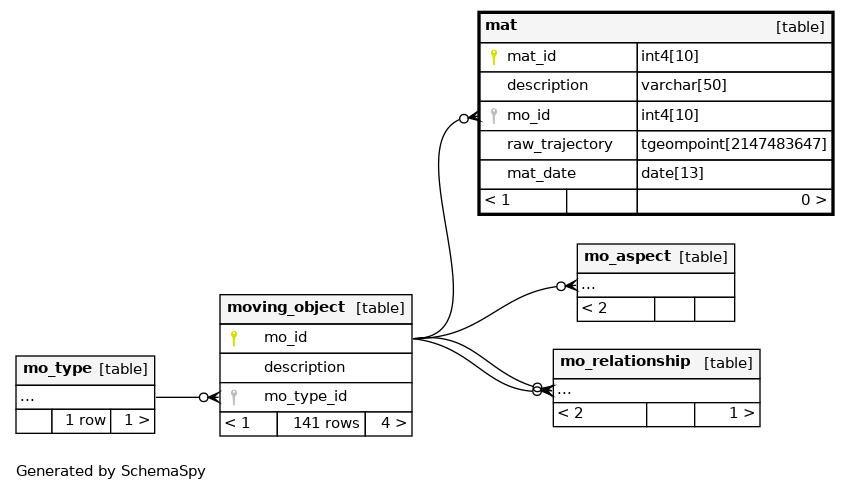 mat [table]
mat_id int4[10]
description varchar[50]
mo_id int4[10]
raw_trajectory tgeompoint[2147483647]
mat_date date[13]
< 1 0 >
mo_aspect [table]
...
< 2
moving_object [table]
mo_id
description
mo_type_id
< 1 141 rows 4 >
mo_relationship [table]
...
< 2 1 >
mo_type [table]
...
1 row 1 >
Generated by SchemaSpy